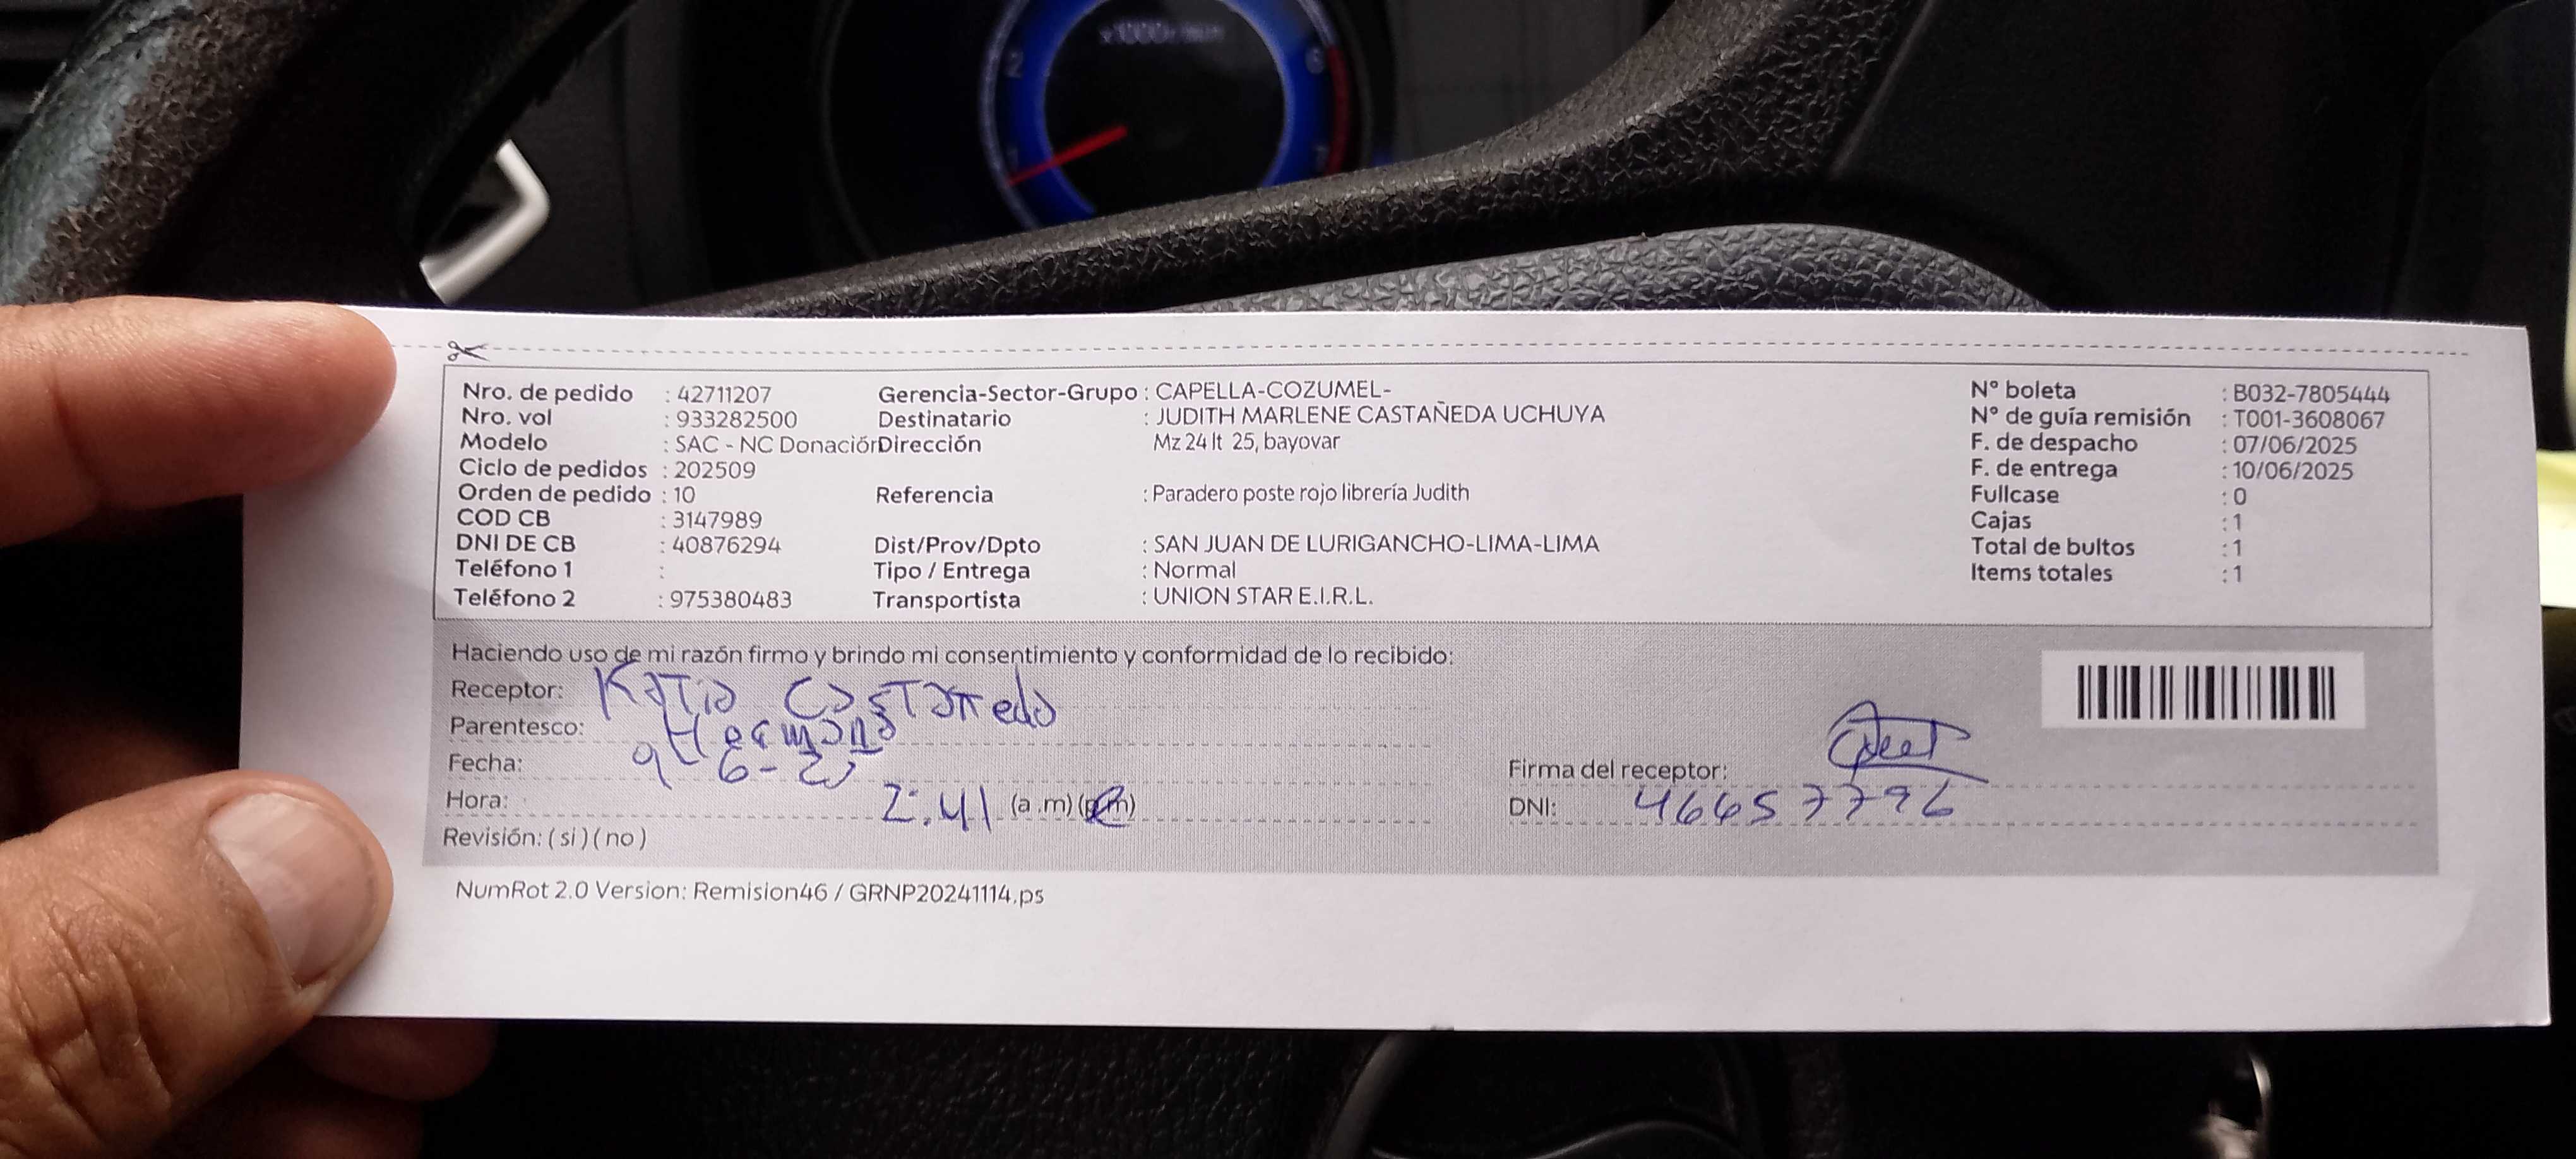 x1000r/min
2
6
7
Nro. de pedido : 42711207 Gerencia-Sector-Grupo : CAPELLA-COZUMEL- Nº boleta : B032-7805444
Nro. vol : 933282500 Destinatario : JUDITH MARLENE CASTAÑEDA UCHUYA Nº de guía remisión : T001-3608067
Modelo : SAC - NC Donación Dirección Mz 24 lt 25, bayovar F. de despacho : 07/06/2025
Ciclo de pedidos : 202509 F. de entrega : 10/06/2025
Orden de pedido : 10 Referencia : Paradero poste rojo librería Judith Fullcase : 0
COD CB : 3147989 Cajas : 1
DNI DE CB : 40876294 Dist/Prov/Dpto : SAN JUAN DE LURIGANCHO-LIMA-LIMA Total de bultos : 1
Teléfono 1 : Tipo / Entrega : Normal Items totales : 1
Teléfono 2 : 975380483 Transportista : UNION STAR E.I.R.L.
Haciendo uso de mi razón firmo y brindo mi consentimiento y conformidad de lo recibido:
Receptor: Katia Castañeda
Parentesco: Hermana
Fecha: 9 6-25
Hora: 2:41 (a.m) (p.m)
Revisión: ( si ) ( no )
Firma del receptor:
DNI: 46657796
NumRot 2.0 Version: Remision46 / GRNP20241114.ps